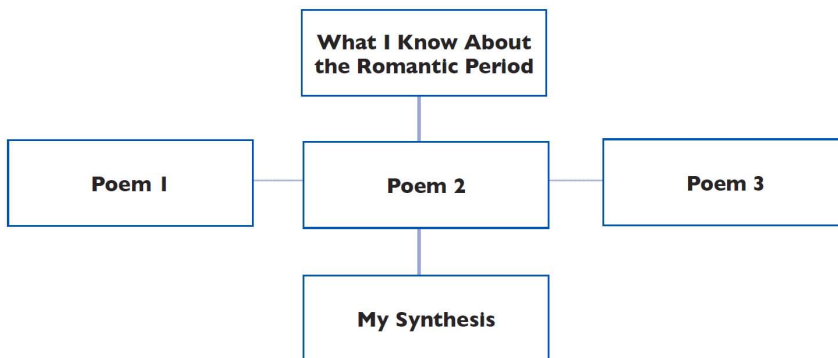 What I Know About
the Romantic Period
Poem 1
Poem 2
Poem 3
My Synthesis